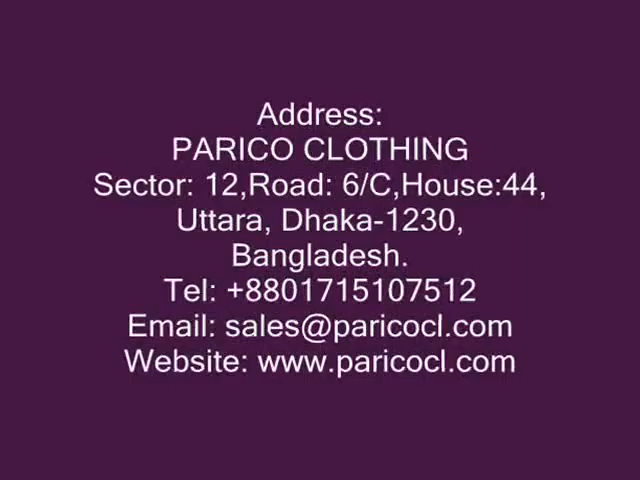 Address:
PARICO CLOTHING
Sector: 12,Road: 6/C,House:44,
Uttara, Dhaka-1230,
Bangladesh.
Tel: +8801715107512
Email: sales@paricocl.com
Website: www.paricocl.com